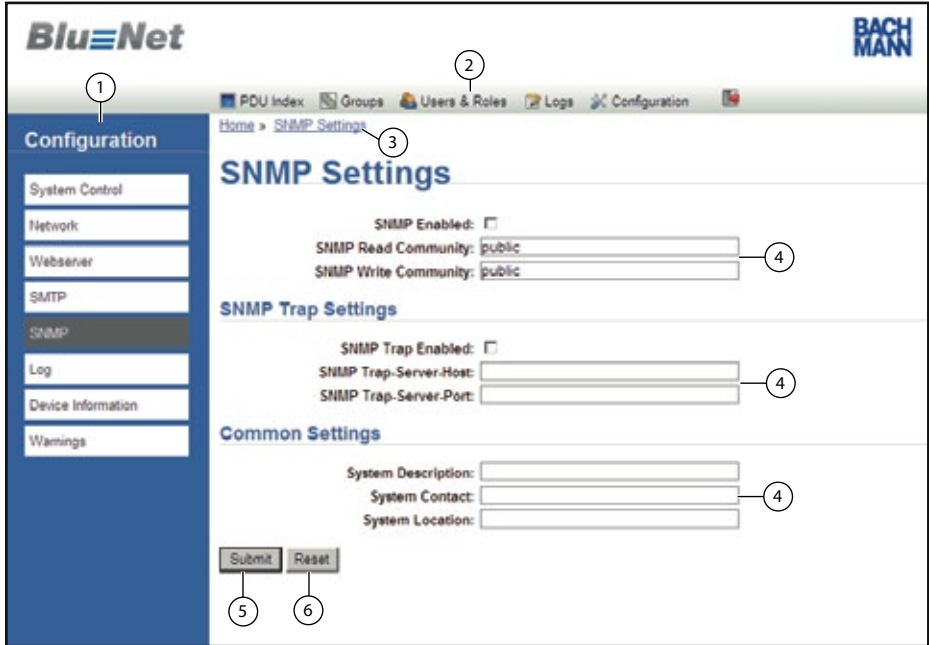 Blu≡Net
BACH
MANN
2
1
PDU Index Groups Users & Roles Logs Configuration
Home » SNMP Settings
3
Configuration
SNMP Settings
System Control
Network
Webserver
SMTP
SNMP
Log
Device Information
Warnings
SNMP Enabled:
SNMP Read Community: public
4
SNMP Write Community: public
SNMP Trap Settings
SNMP Trap Enabled:
SNMP Trap-Server-Host:
4
SNMP Trap-Server-Port:
Common Settings
System Description:
System Contact:
4
System Location:
Submit Reset
5 6